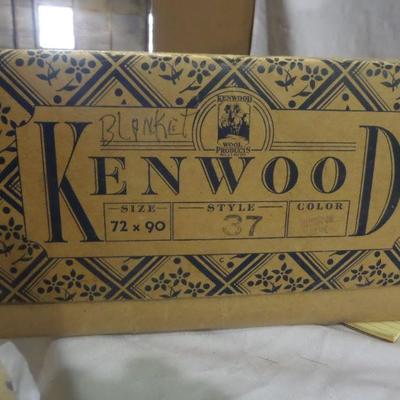 BLANKET
KENWOOD
WOOL
PRODUCTS
KENWOOD
SIZE STYLE COLOR
72 x 90 37